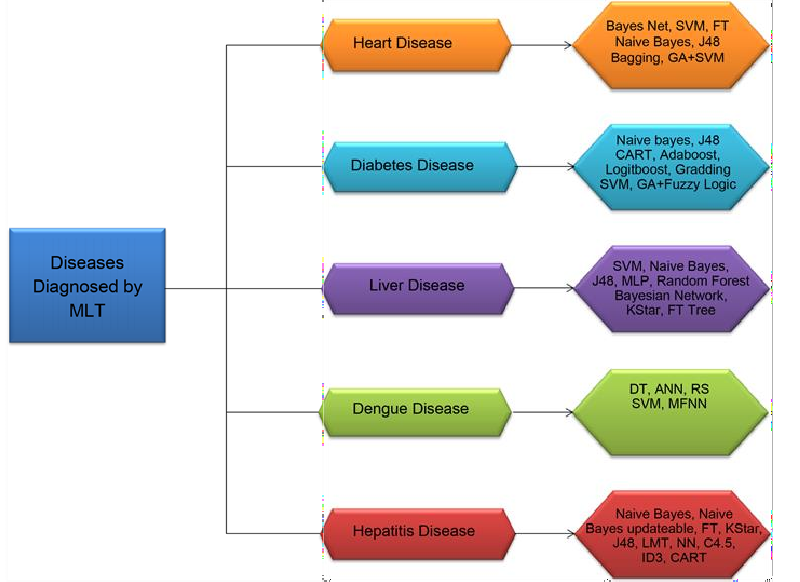 Diseases
Diagnosed by
MLT
Heart Disease
Bayes Net, SVM, FT
Naive Bayes, J48
Bagging, GA+SVM
Diabetes Disease
Naive bayes, J48
CART, Adaboost,
Logitboost, Gradding
SVM, GA+Fuzzy Logic
Liver Disease
SVM, Naive Bayes,
J48, MLP, Random Forest
Bayesian Network,
KStar, FT Tree
Dengue Disease
DT, ANN, RS
SVM, MFNN
Hepatitis Disease
Naive Bayes, Naive
Bayes updateable, FT, KStar,
J48, LMT, NN, C4.5,
ID3, CART